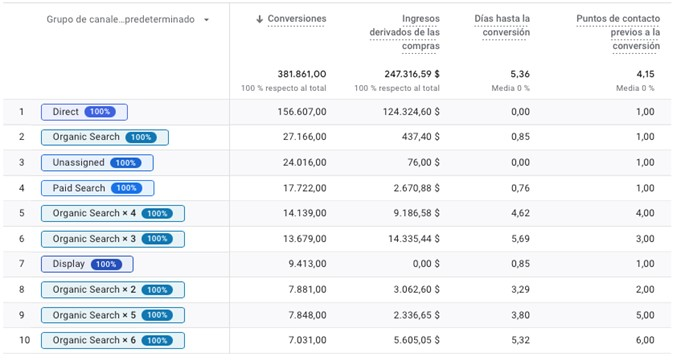 Grupo de canale...predeterminado
Conversiones
Ingresos derivados de las compras
Días hasta la conversión
Puntos de contacto previos a la conversión
381.861,00 247.316,59 $ 5,36 4,15
100 % respecto al total 100 % respecto al total Media 0 % Media 0 %
1 Direct 100% 156.607,00 124.324,60 $ 0,00 1,00
2 Organic Search 100% 27.166,00 437,40 $ 0,85 1,00
3 Unassigned 100% 24.016,00 76,00 $ 0,00 1,00
4 Paid Search 100% 17.722,00 2.670,88 $ 0,76 1,00
5 Organic Search × 4 100% 14.139,00 9.186,58 $ 4,62 4,00
6 Organic Search × 3 100% 13.679,00 14.335,44 $ 5,69 3,00
7 Display 100% 9.413,00 0,00 $ 0,85 1,00
8 Organic Search × 2 100% 7.881,00 3.062,60 $ 3,29 2,00
9 Organic Search × 5 100% 7.848,00 2.336,65 $ 3,80 5,00
10 Organic Search × 6 100% 7.031,00 5.605,05 $ 5,32 6,00